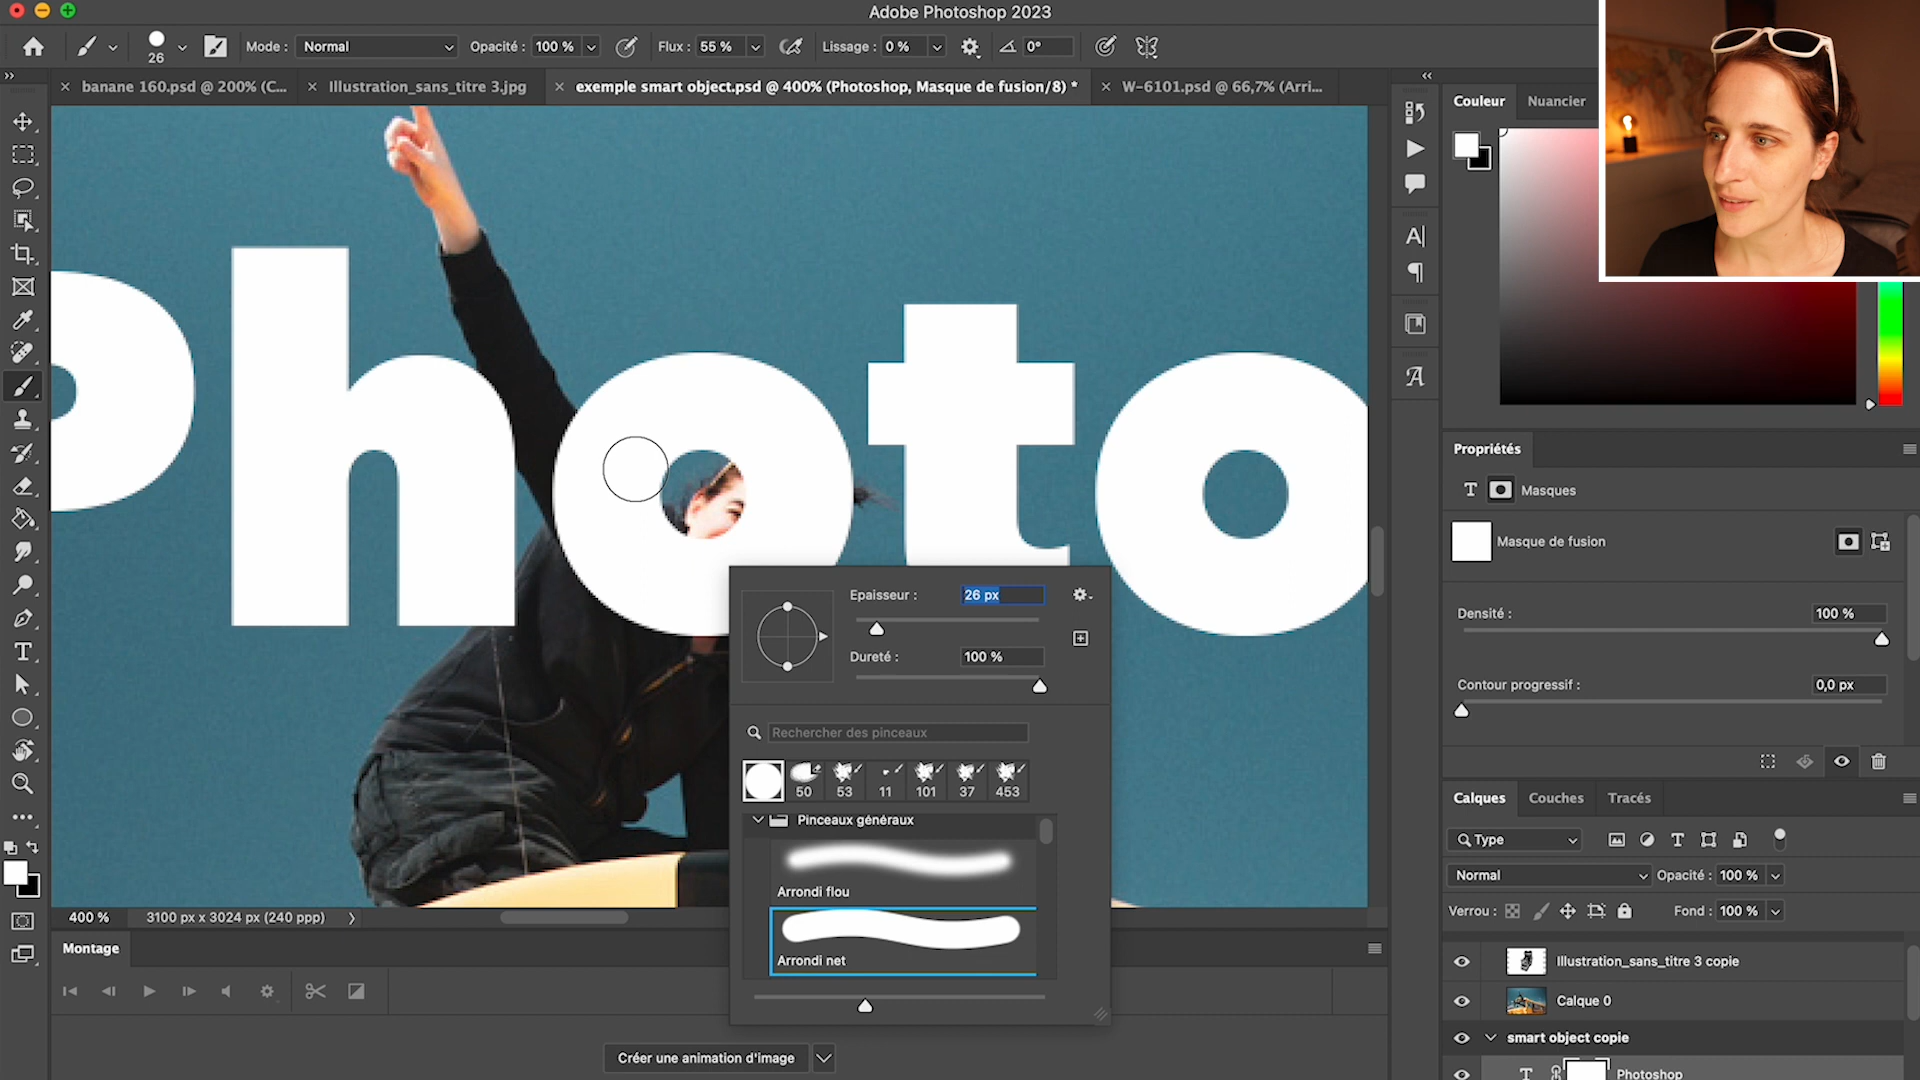 Adobe Photoshop 2023
26
Mode : Normal
Opacité : 100 %
Flux : 55 %
Lissage : 0 %
0°
banane 160.psd @ 200% (C...
Illustration_sans_titre 3.jpg
exemple smart object.psd @ 400% (Photoshop, Masque de fusion/8) *
W-6101.psd @ 66,7% (Arri...
Couleur
Nuancier
Photo
Propriétés
Masques
Masque de fusion
Densité : 100 %
Contour progressif : 0,0 px
Epaisseur : 26 px
Dureté : 100 %
Rechercher des pinceaux
50 53 11 101 37 453
Pinceaux généraux
Arrondi flou
Arrondi net
Calques
Couches
Tracés
Type
Normal
Opacité : 100 %
Verrou :
Fond : 100 %
Illustration_sans_titre 3 copie
Calque 0
smart object copie
Photoshop
400 %
3100 px x 3024 px (240 ppp)
Montage
Créer une animation d'image